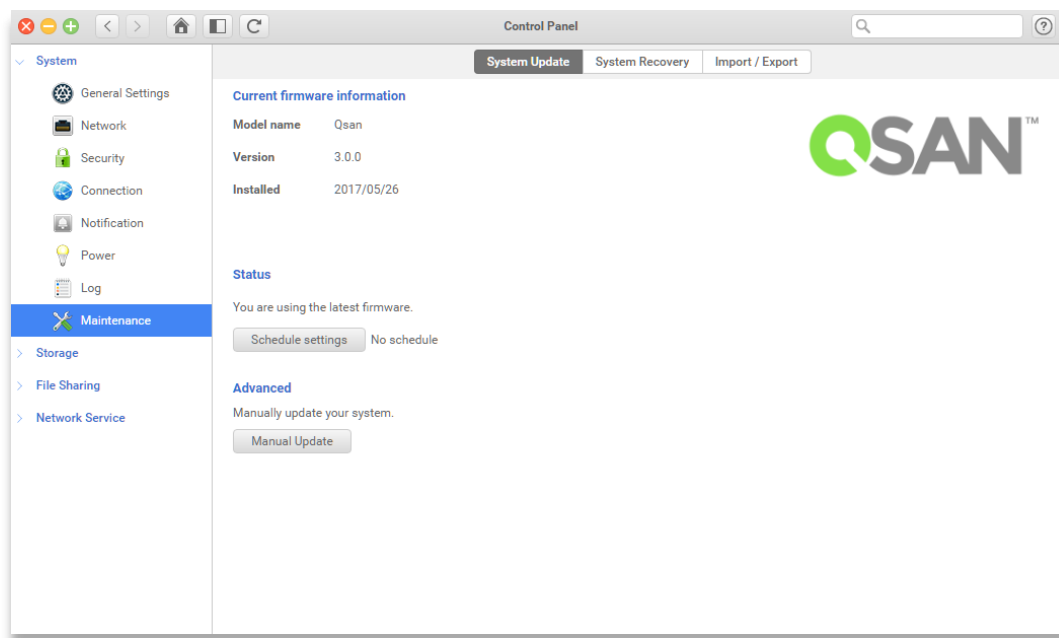 Control Panel
System
General Settings
Network
Security
Connection
Notification
Power
Log
Maintenance
Storage
File Sharing
Network Service
System Update System Recovery Import / Export
Current firmware information
Model name Qsan
Version 3.0.0
Installed 2017/05/26
QSAN™
Status
You are using the latest firmware.
Schedule settings No schedule
Advanced
Manually update your system.
Manual Update